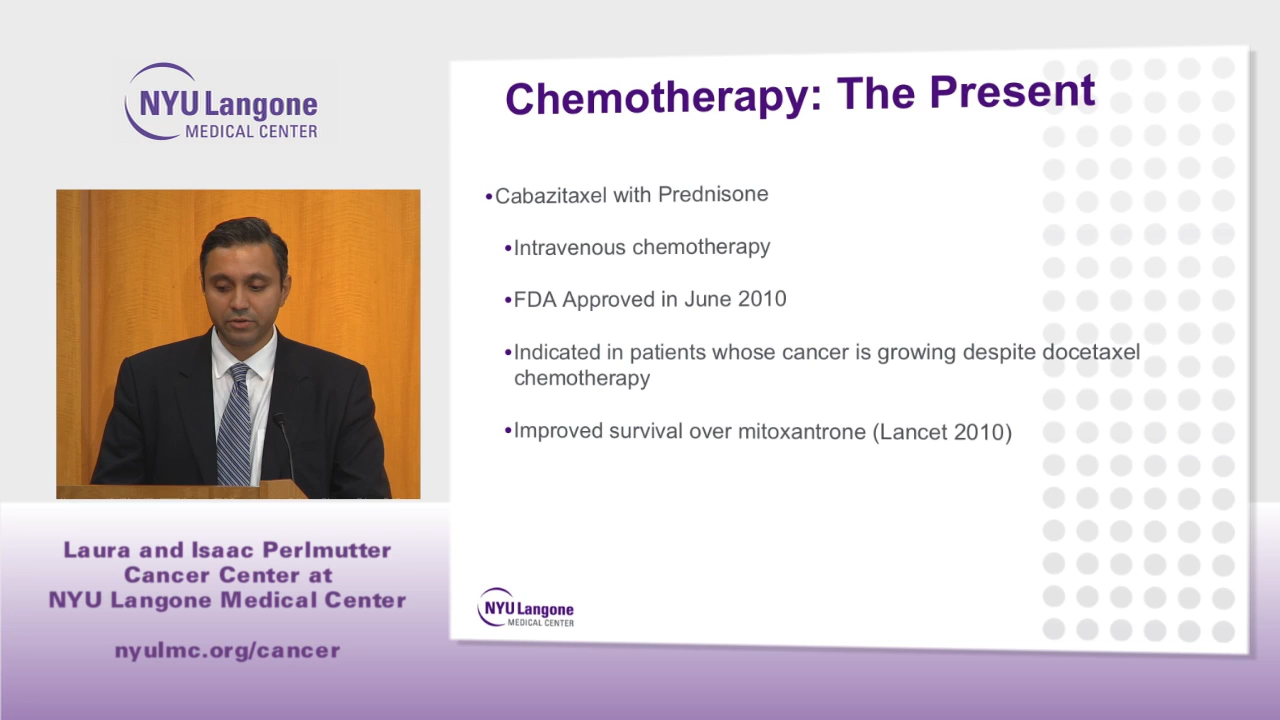 NYU Langone
MEDICAL CENTER
Laura and Isaac Perlmutter
Cancer Center at
NYU Langone Medical Center
nyulmc.org/cancer
Chemotherapy: The Present
•Cabazitaxel with Prednisone
•Intravenous chemotherapy
•FDA Approved in June 2010
•Indicated in patients whose cancer is growing despite docetaxel
chemotherapy
•Improved survival over mitoxantrone (Lancet 2010)
NYU Langone
MEDICAL CENTER